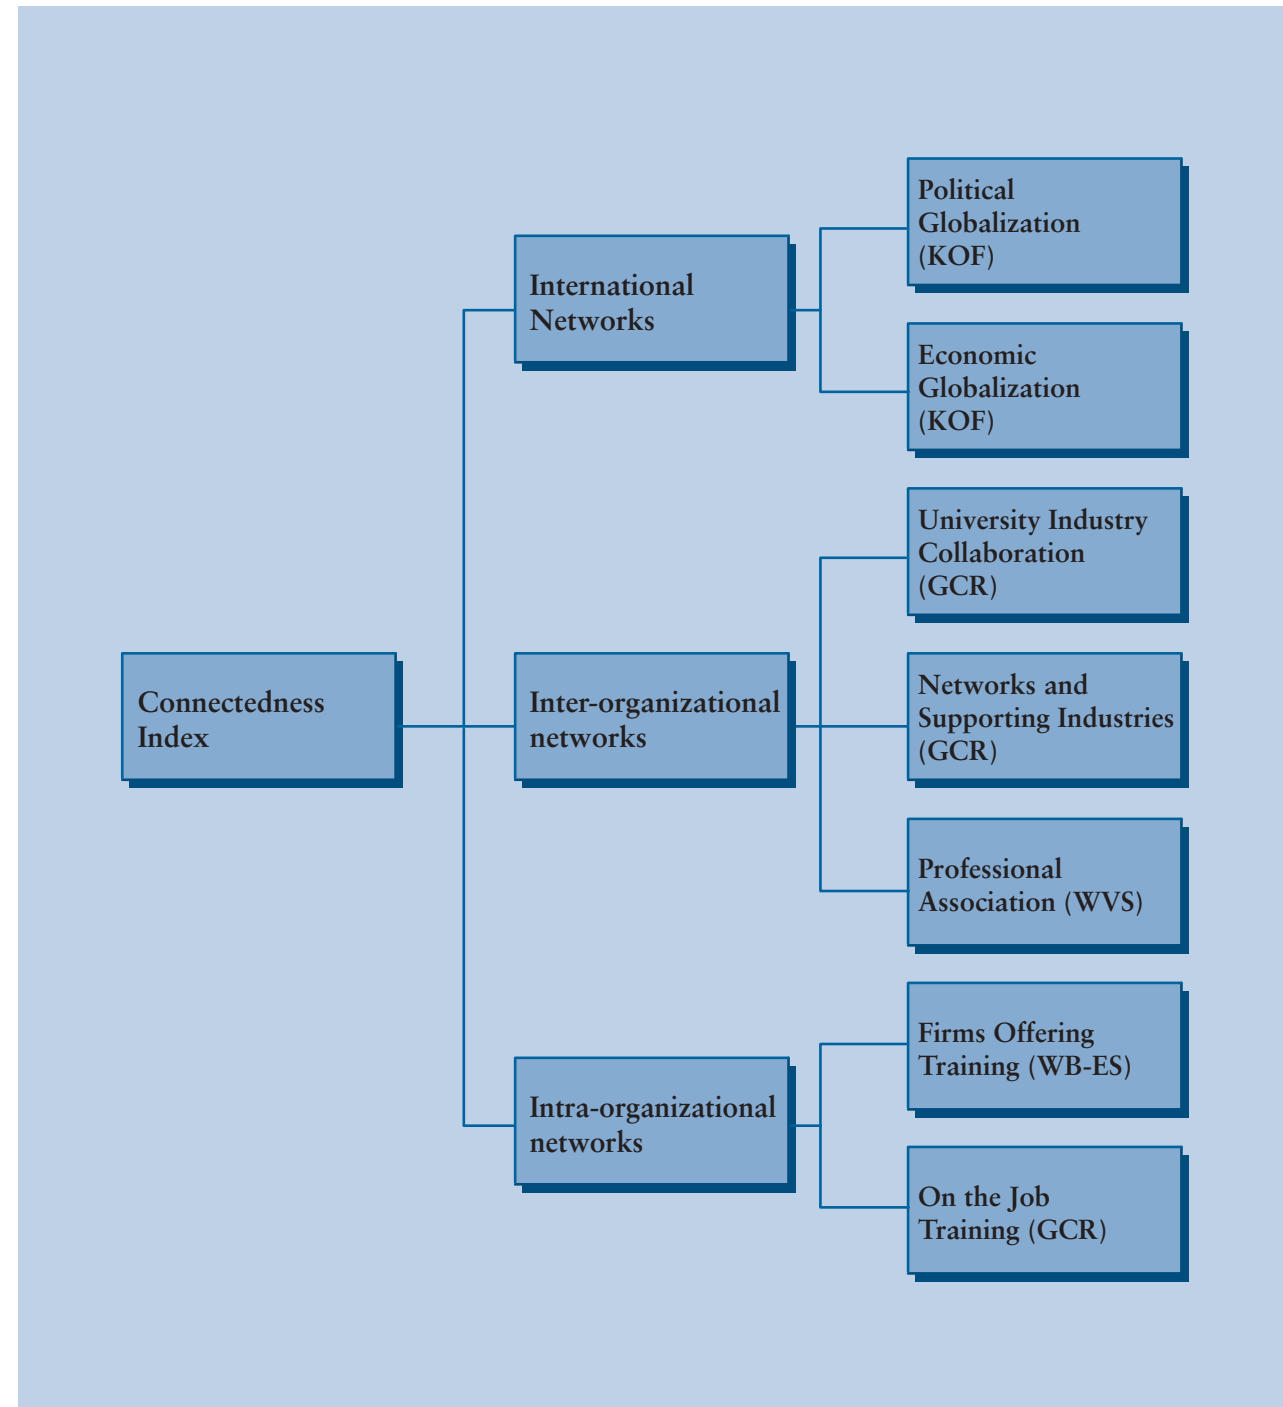 Political
Globalization
(KOF)
International
Networks
Economic
Globalization
(KOF)
University Industry
Collaboration
(GCR)
Connectedness
Index
Inter-organizational
networks
Networks and
Supporting Industries
(GCR)
Professional
Association (WVS)
Firms Offering
Training (WB-ES)
Intra-organizational
networks
On the Job
Training (GCR)